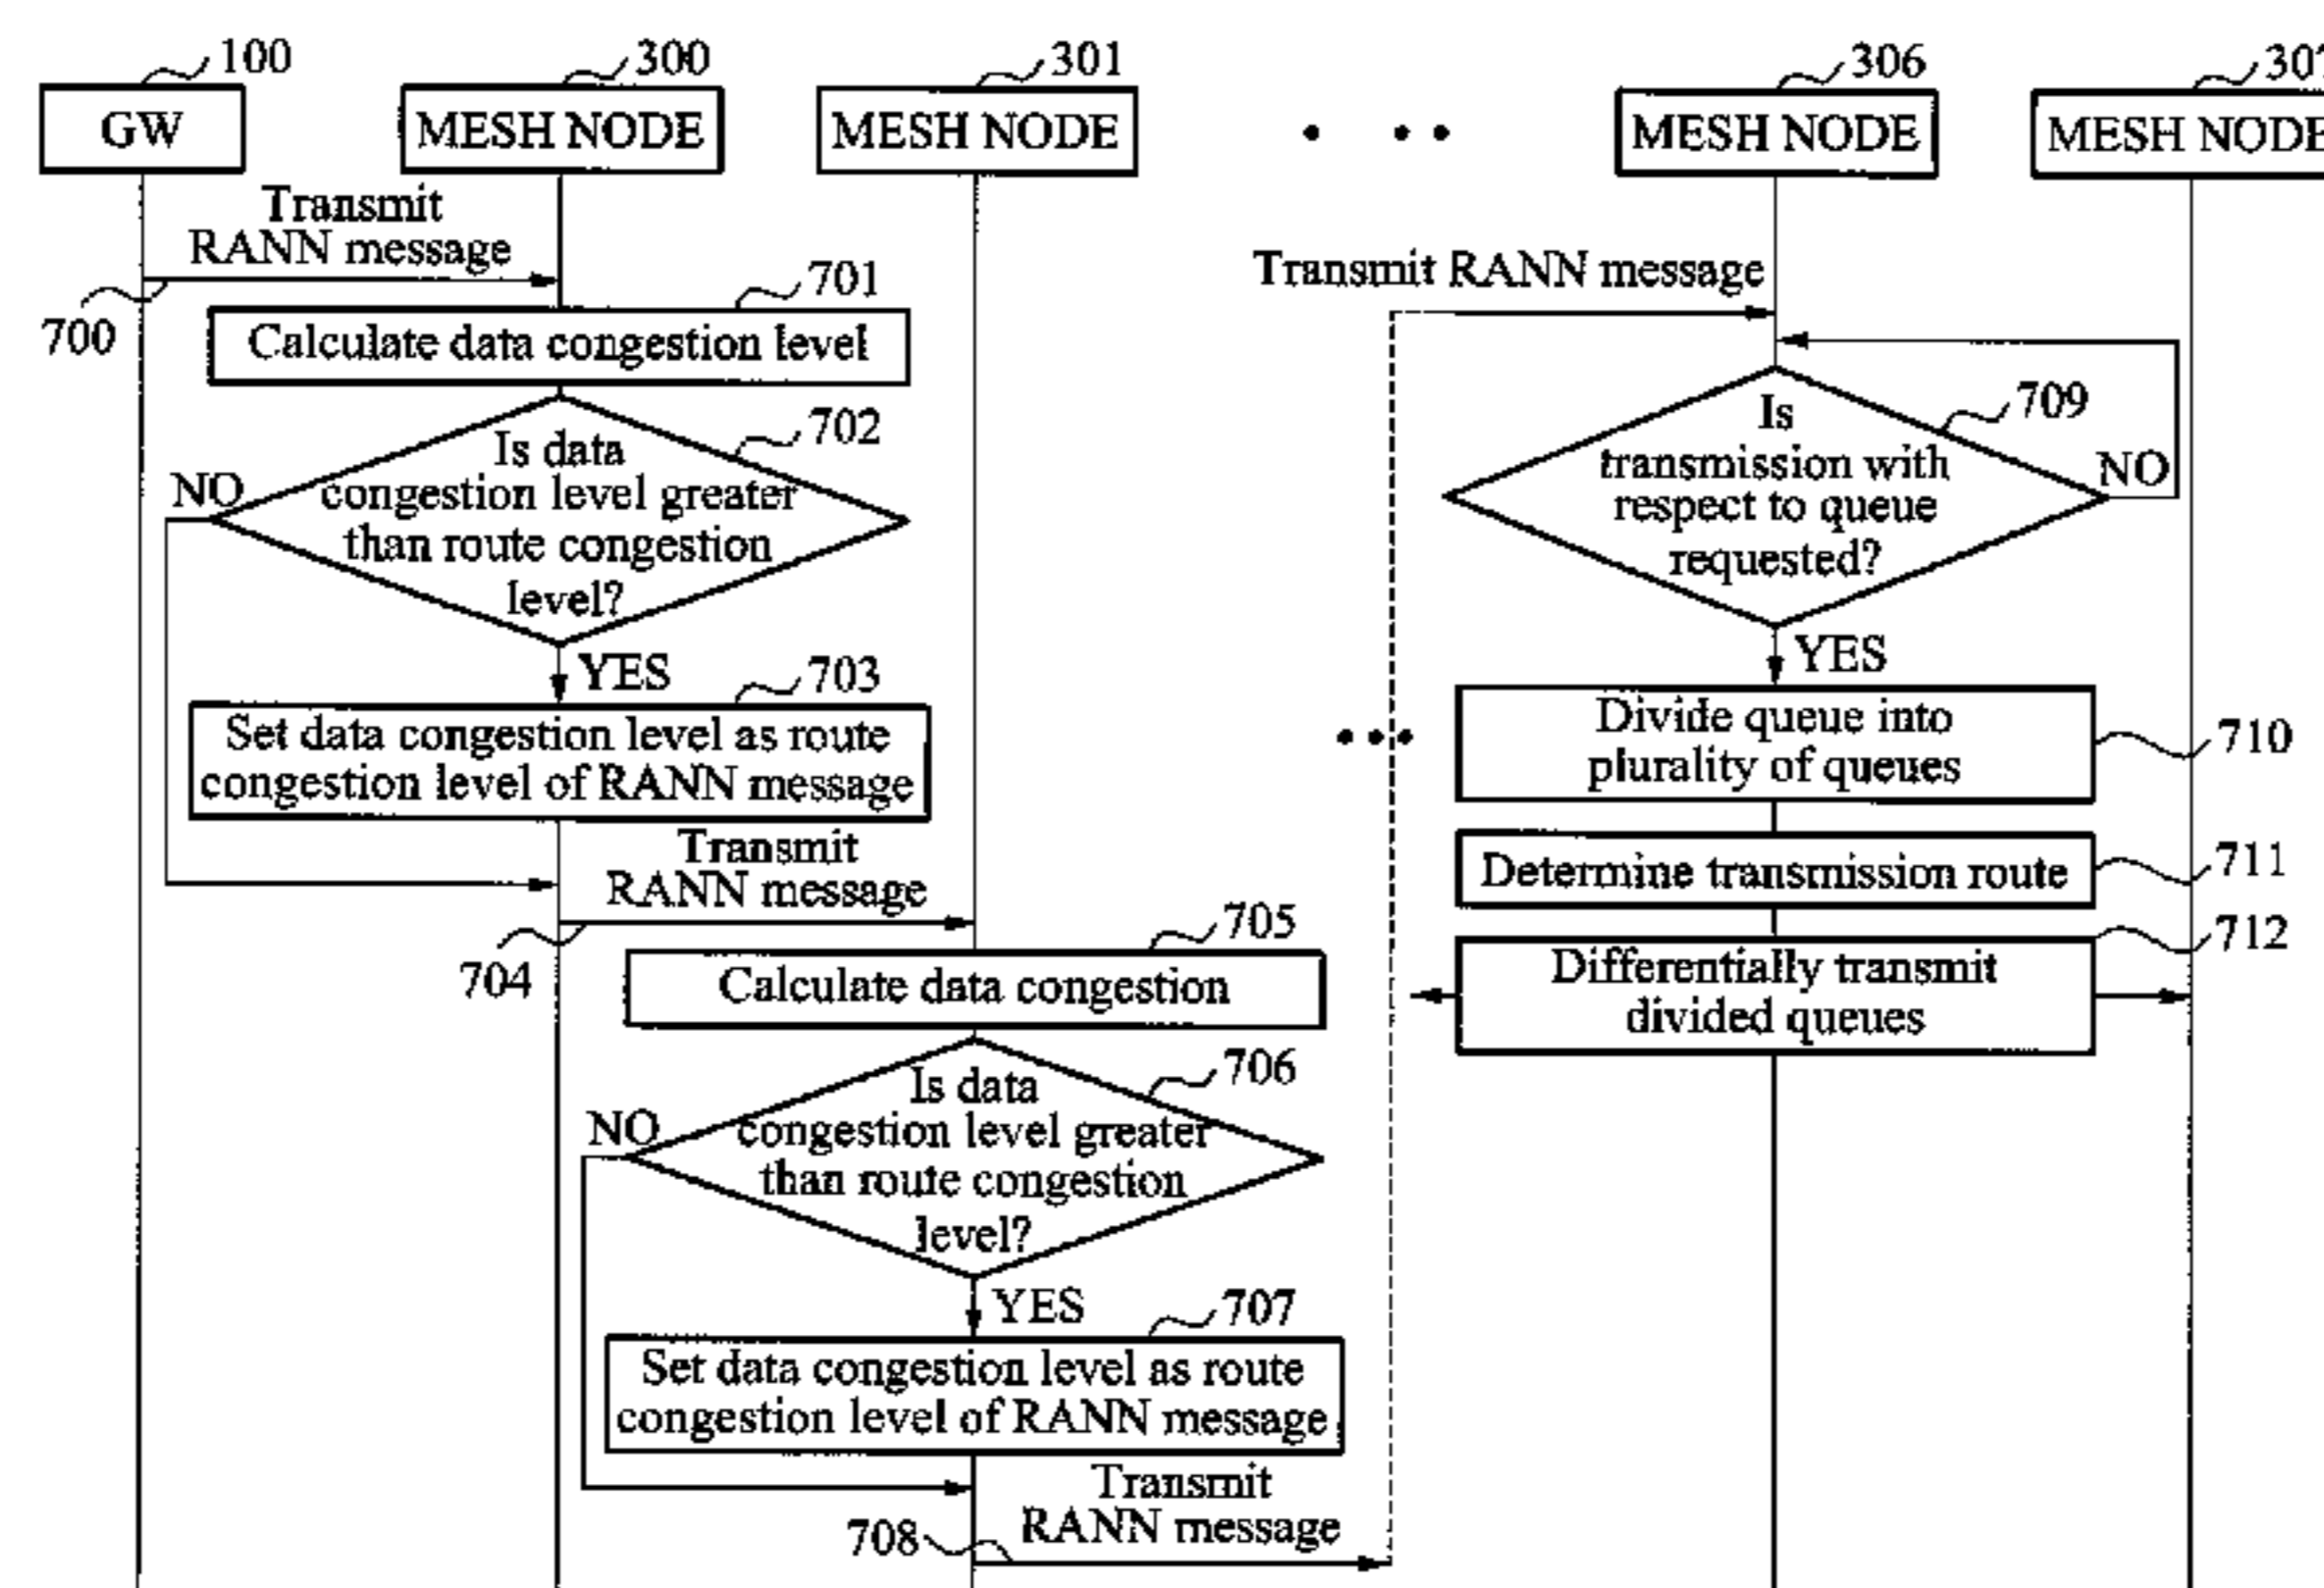 100
300
301
306
GW
MESH NODE
MESH NODE
MESH NODE
MESH NODE
Transmit
RANN message
700
701
Calculate data congestion level
702
Is data
congestion level greater
than route congestion
level?
NO
YES
703
Set data congestion level as route
congestion level of RANN message
Transmit
RANN message
704
705
Calculate data congestion
706
Is data
congestion level greater
than route congestion
level?
NO
YES
707
Set data congestion level as route
congestion level of RANN message
Transmit
RANN message
708
Transmit RANN message
709
Is
transmission with
respect to queue
requested?
NO
YES
Divide queue into
plurality of queues
710
Determine transmission route
711
712
Differentially transmit
divided queues